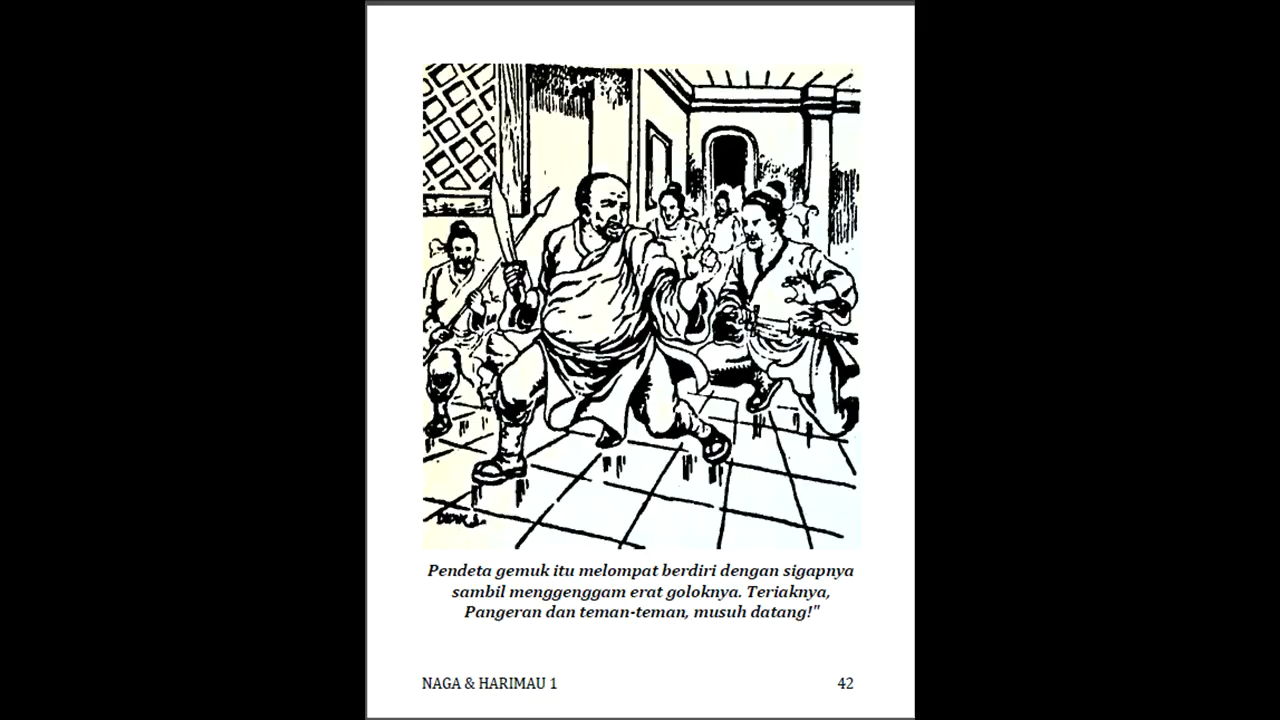 DIDIK S.
Pendeta gemuk itu melompat berdiri dengan sigapnya
sambil menggenggam erat goloknya. Teriaknya,
Pangeran dan teman-teman, musuh datang!"
NAGA & HARIMAU 1
42